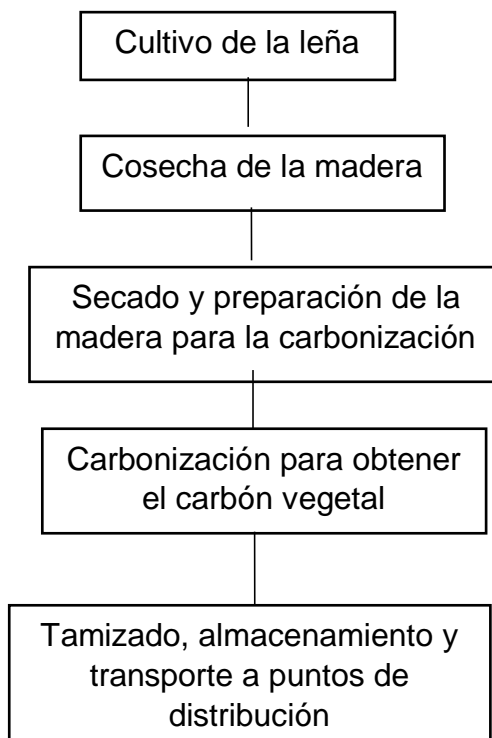 Cultivo de la leña
Cosecha de la madera
Secado y preparación de la
madera para la carbonización
Carbonización para obtener
el carbón vegetal
Tamizado, almacenamiento y
transporte a puntos de
distribución